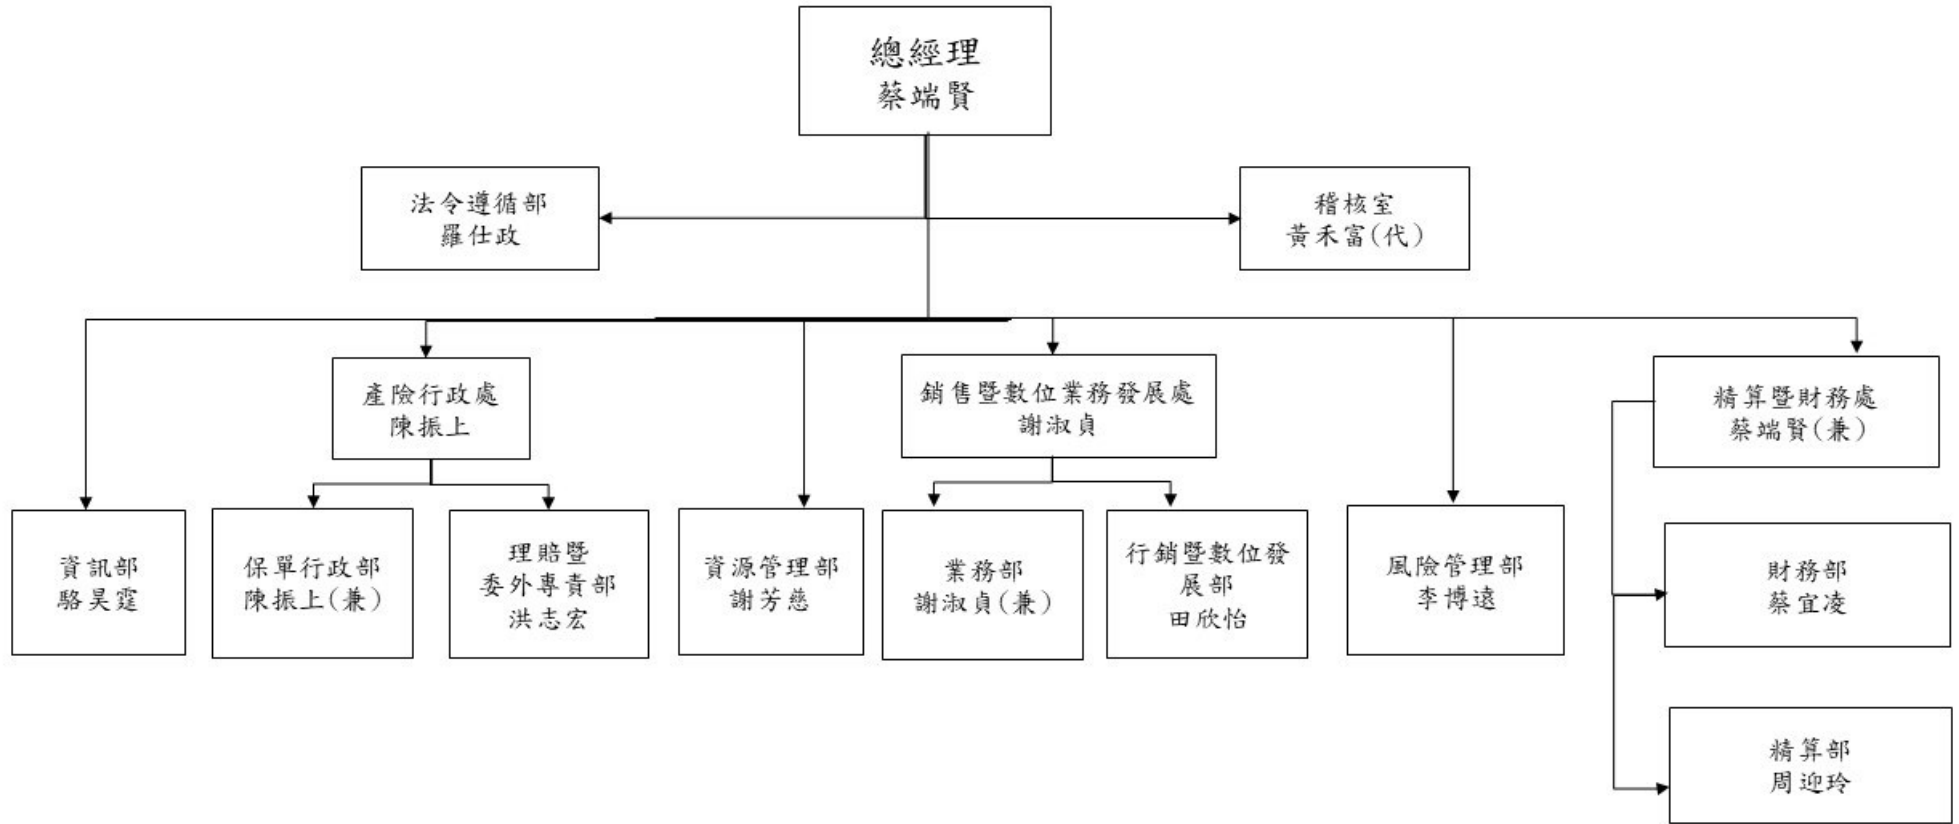 總經理
蔡端賢
法令遵循部
羅仕政
稽核室
黃禾富(代)
產險行政處
陳振上
銷售暨數位業務發展處
謝淑貞
精算暨財務處
蔡端賢(兼)
資訊部
駱昊霆
保單行政部
陳振上(兼)
理賠暨
委外專責部
洪志宏
資源管理部
謝芳慈
業務部
謝淑貞(兼)
行銷暨數位發
展部
田欣怡
風險管理部
李博遠
財務部
蔡宜凌
精算部
周迎玲